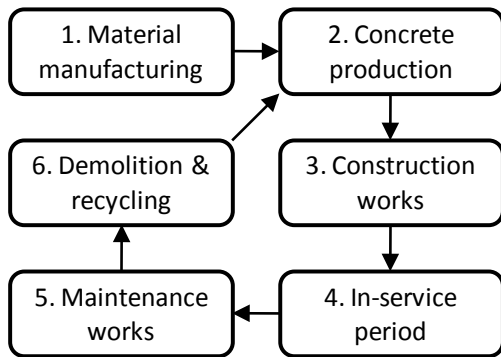 1. Material
manufacturing
2. Concrete
production
3. Construction
works
4. In-service
period
5. Maintenance
works
6. Demolition &
recycling